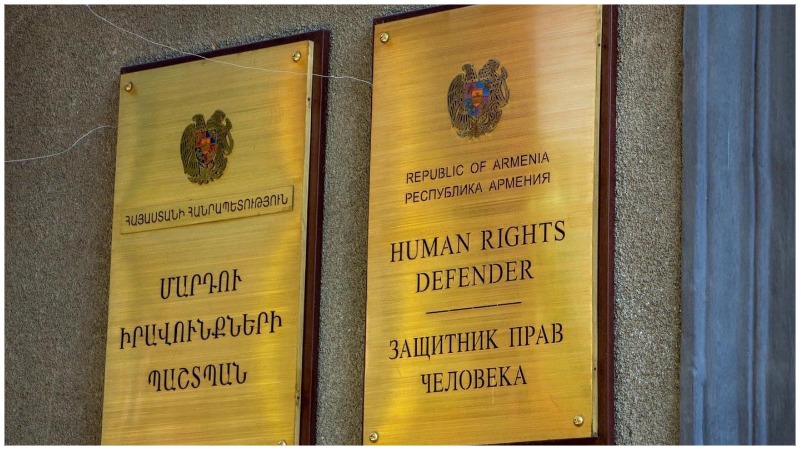 ՀԱՅԱՍՏԱՆԻ ՀԱՆՐԱՊԵՏՈՒԹՅՈՒՆ
ՄԱՐԴՈՒ
ԻՐԱՎՈՒՆՔՆԵՐԻ
ՊԱՇՏՊԱՆ
REPUBLIC OF ARMENIA
РЕСПУБЛИКА АРМЕНИЯ
HUMAN RIGHTS
DEFENDER
ЗАЩИТНИК ПРАВ
ЧЕЛОВЕКА